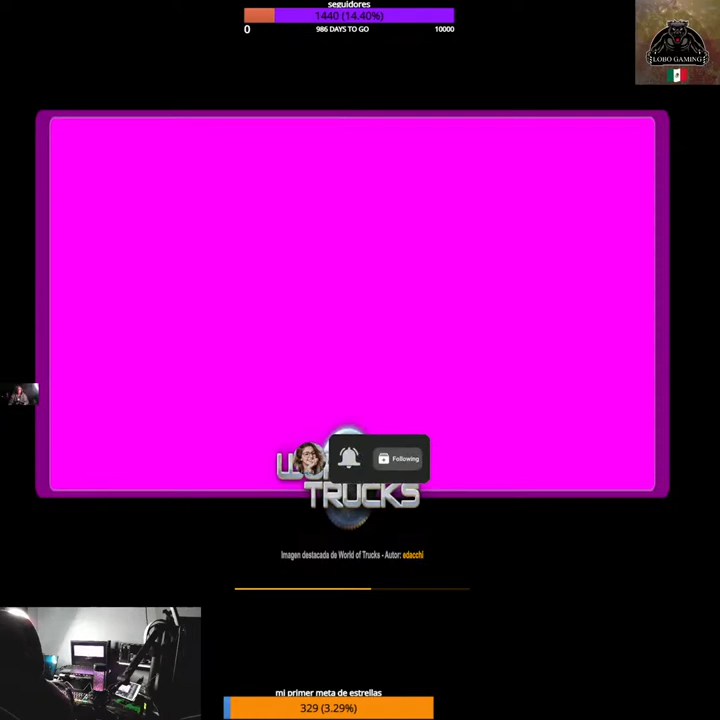 seguidores
1440 (14.40%)
0
986 DAYS TO GO
10000
LOBO GAMING
Following
TRUCKS
Imagen destacada de World of Trucks - Autor: edacchi
mi primer meta de estrellas
329 (3.29%)